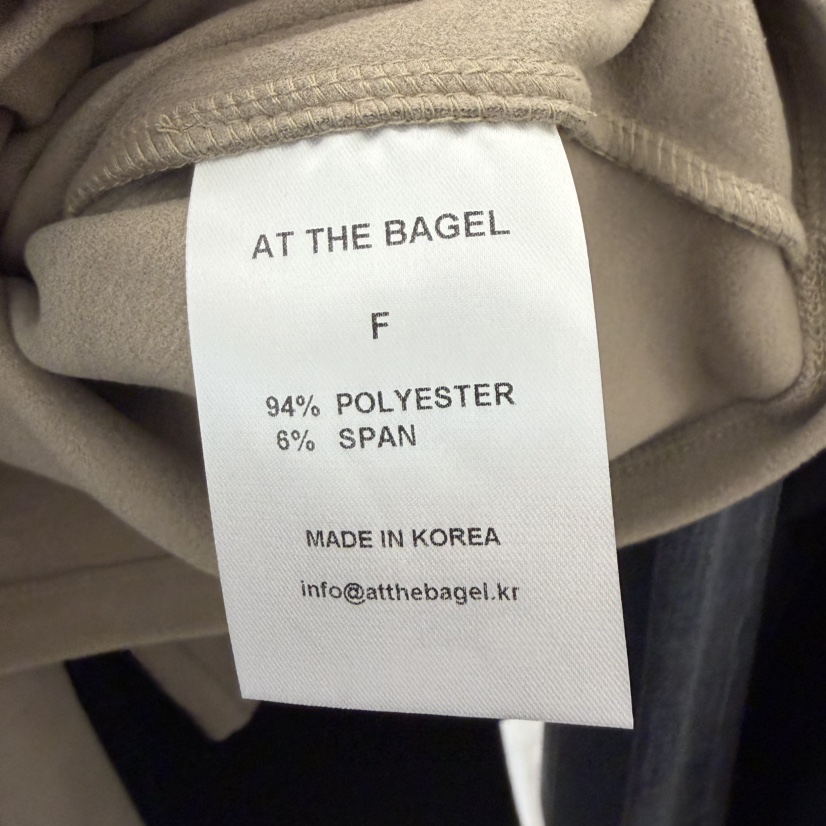 AT THE BAGEL
F
94% POLYESTER
6% SPAN
MADE IN KOREA
info@atthebagel.kr